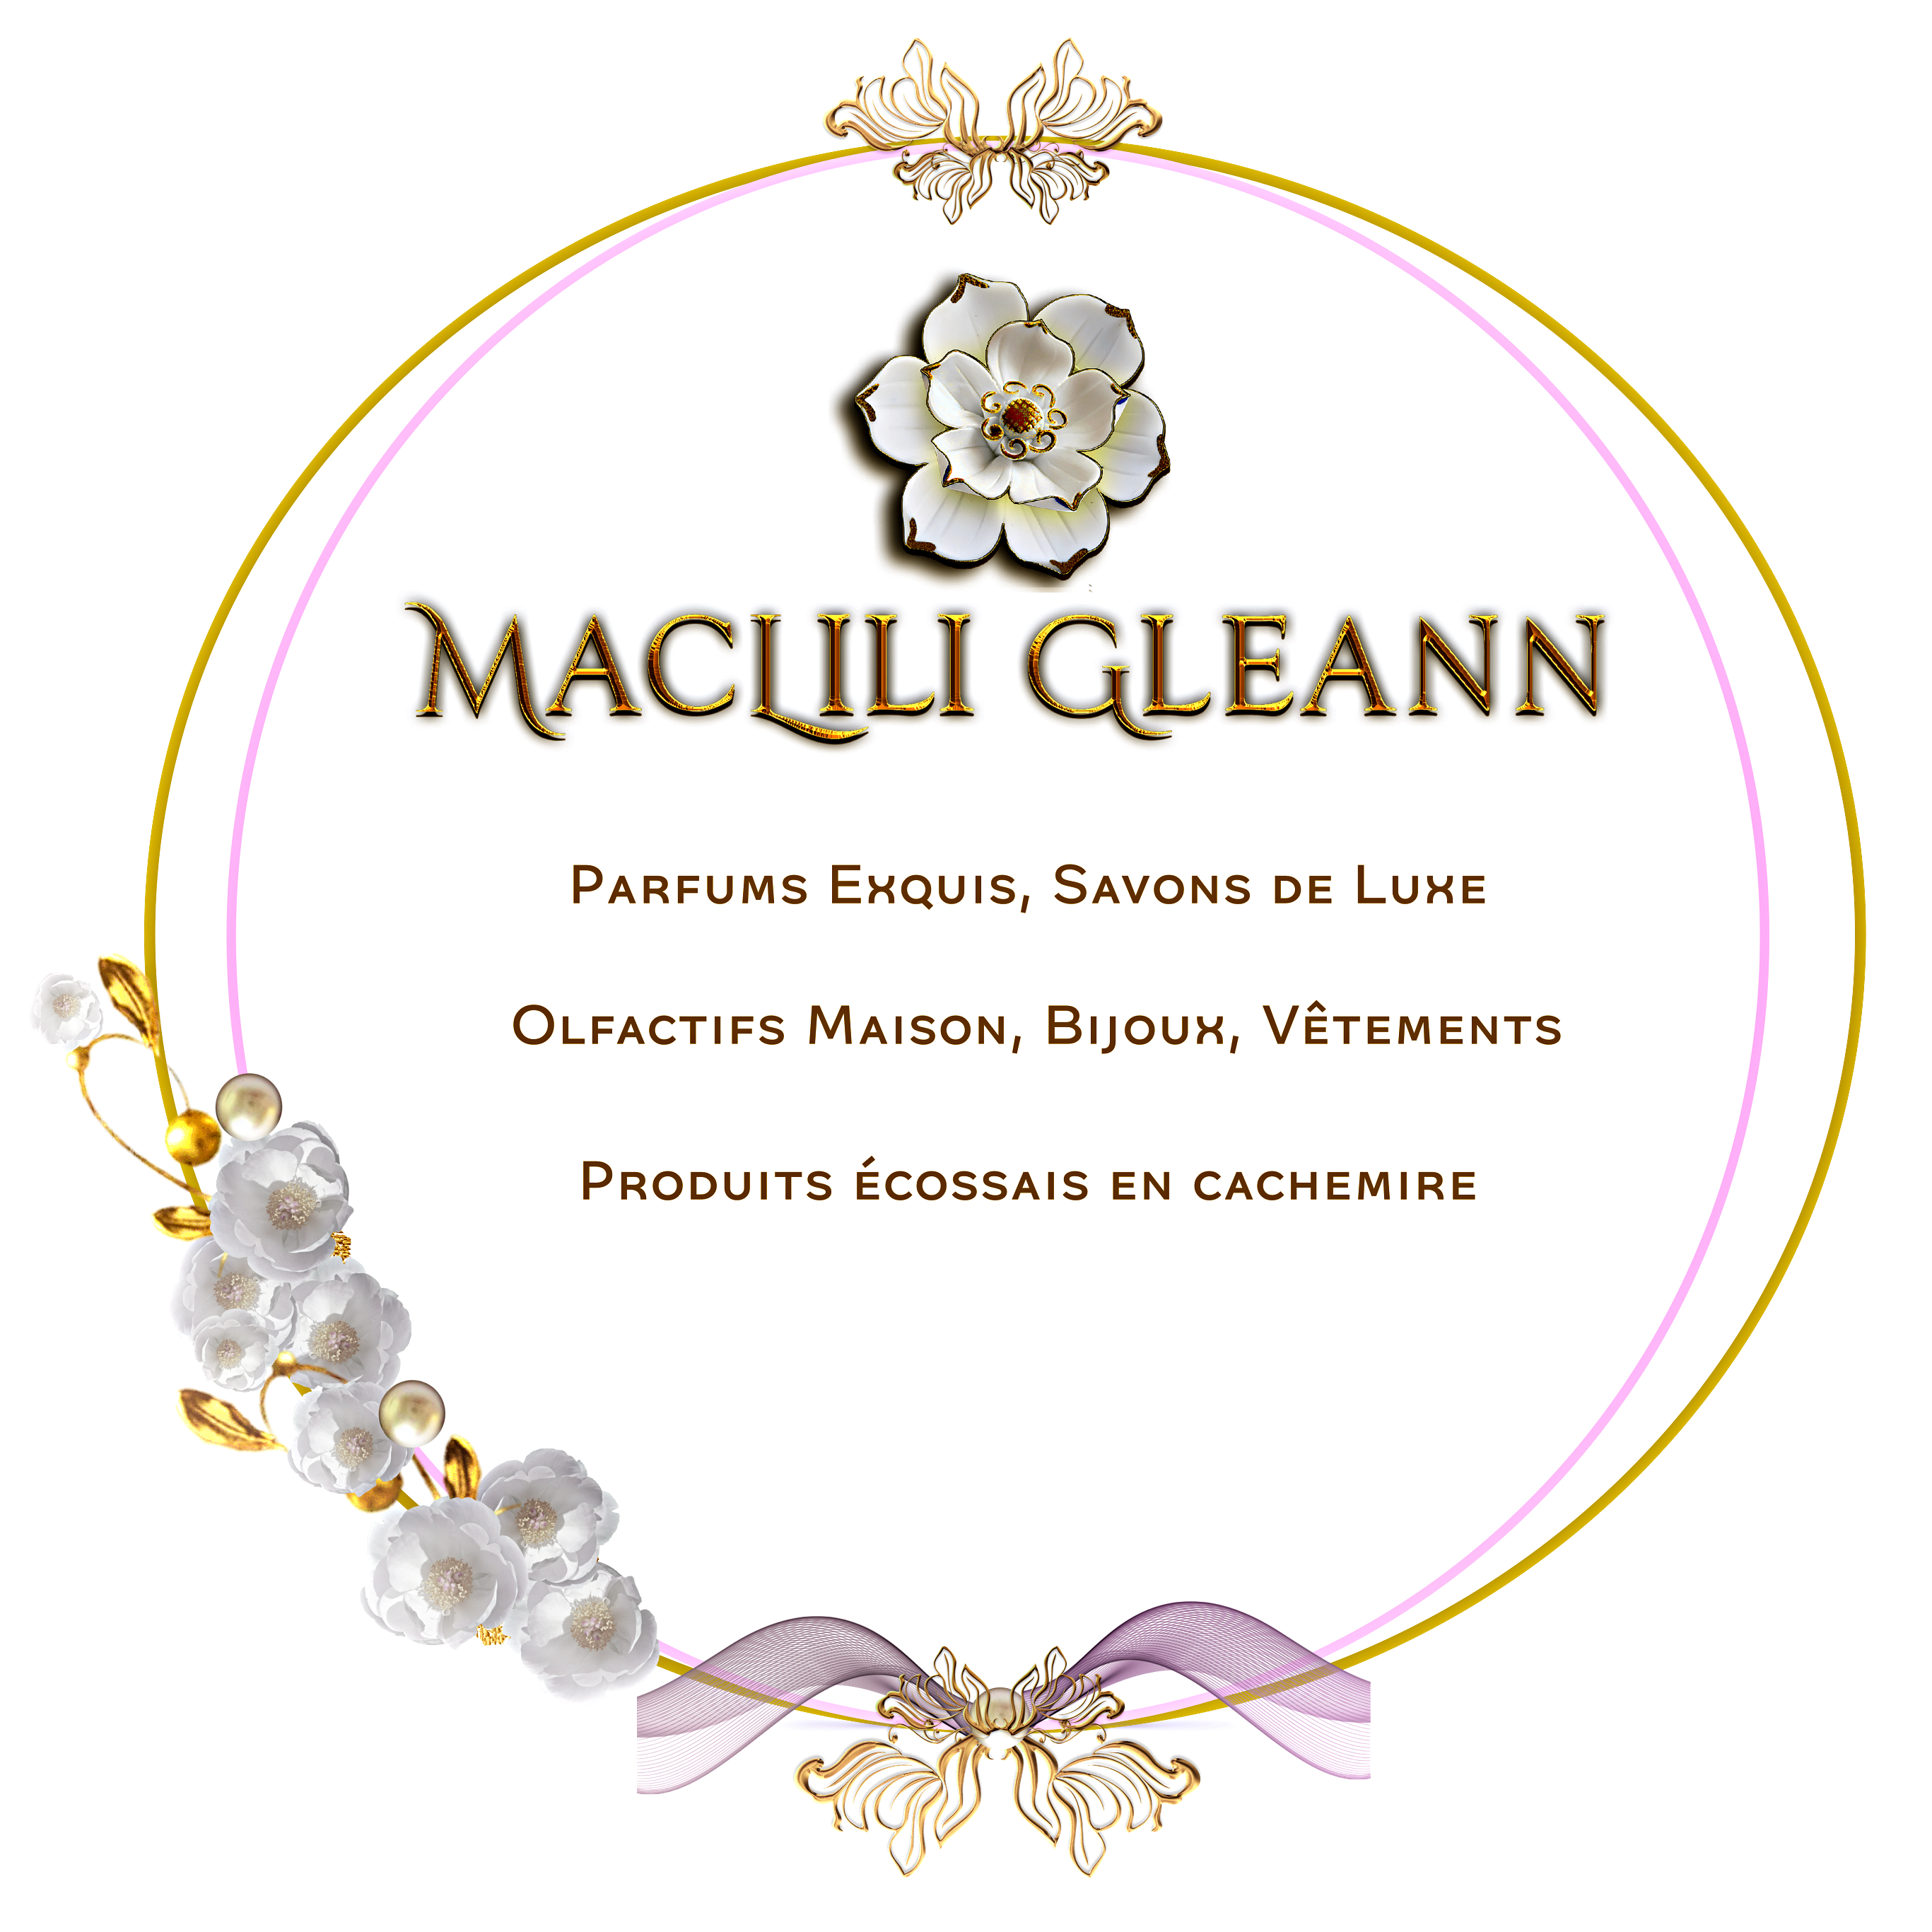 MacLili Gleann
Parfums Exquis, Savons de Luxe
Olfactifs Maison, Bijoux, Vêtements
Produits écossais en cachemire